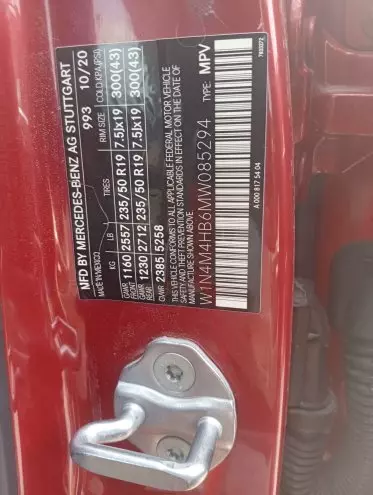 MFD BY MERCEDES-BENZ AG STUTTGART
MADE IN MEXICO 993 10/20
KG LB TIRES RIM SIZE COLD KPA/(PSI)
GAWR FRONT 1160 2557 235/50 R19 7.5Jx19 300(43)
GAWR REAR 1230 2712 235/50 R19 7.5Jx19 300(43)
GVWR 2385 5258
THIS VEHICLE CONFORMS TO ALL APPLICABLE FEDERAL MOTOR VEHICLE
SAFETY AND THEFT PREVENTION STANDARDS IN EFFECT ON THE DATE OF
MANUFACTURE SHOWN ABOVE.
W1N4M4HB6MW085294 TYPE: MPV
A 000 817 54 04